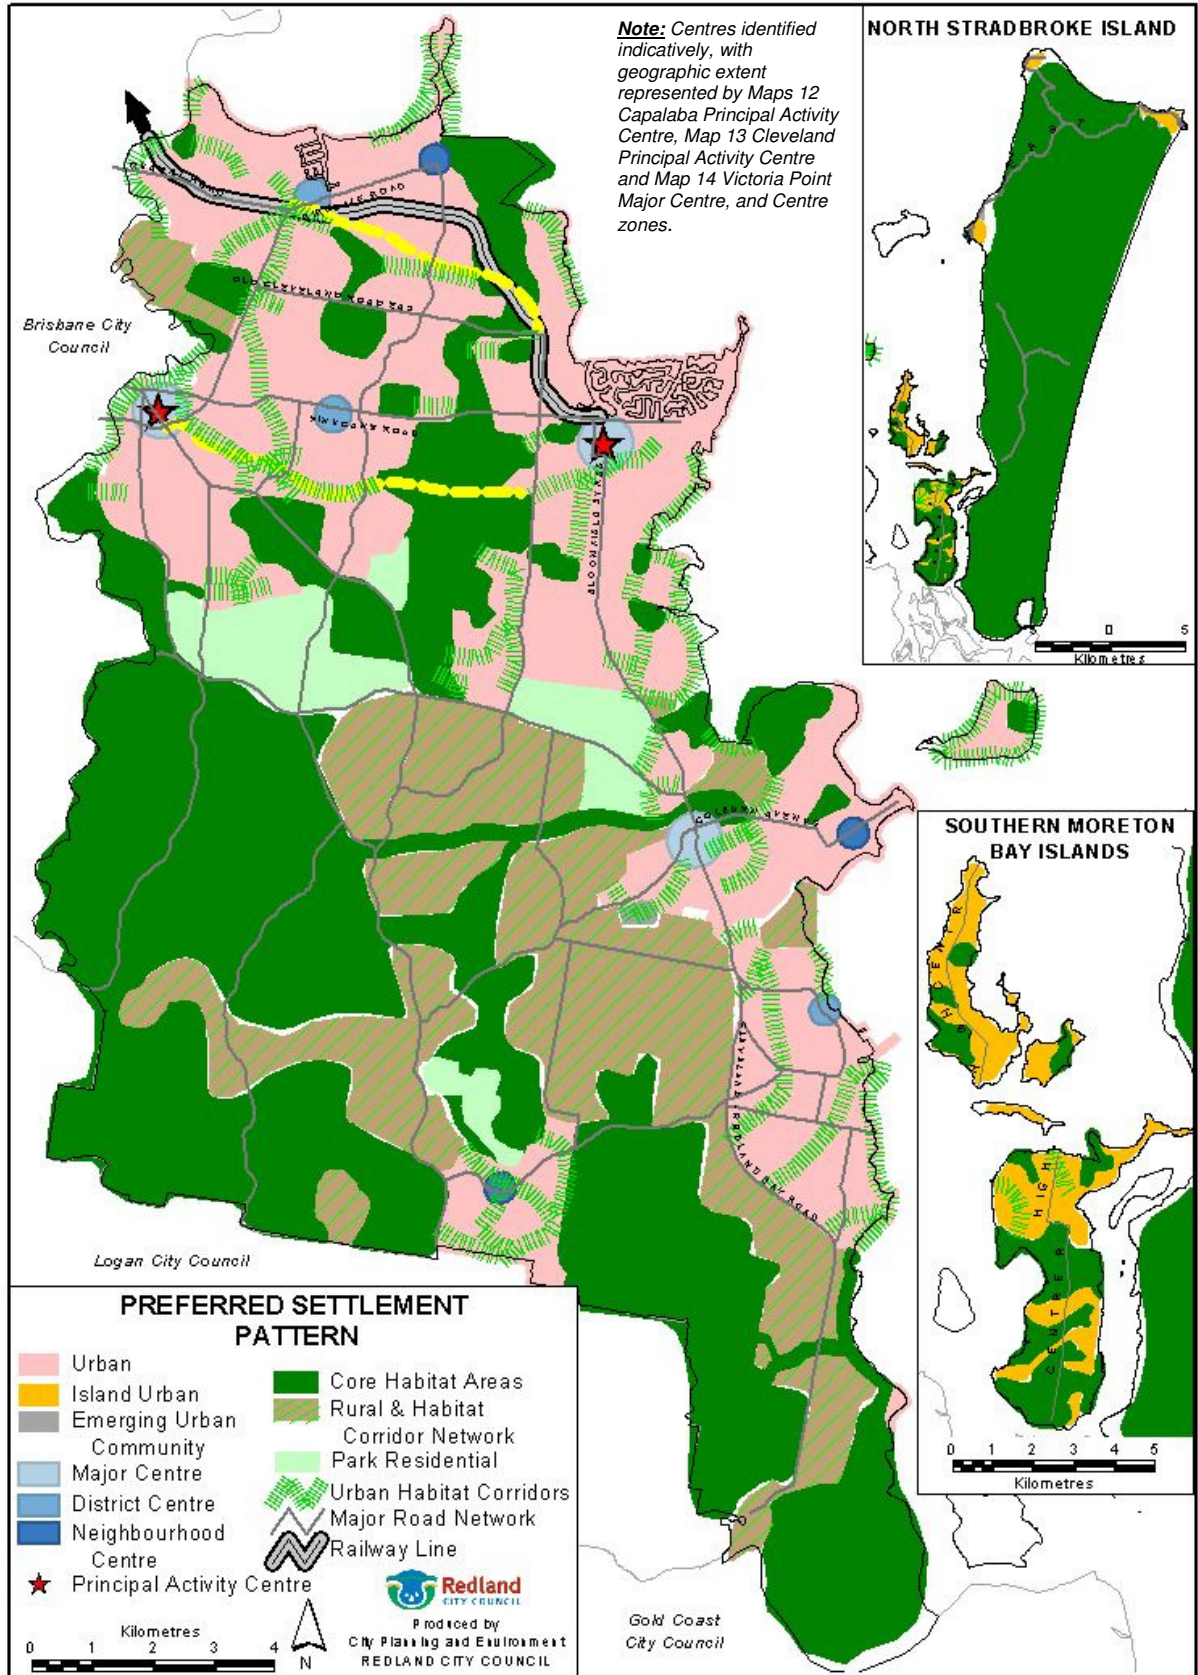 Note: Centres identified
indicatively, with
geographic extent
represented by Maps 12
Capalaba Principal Activity
Centre, Map 13 Cleveland
Principal Activity Centre
and Map 14 Victoria Point
Major Centre, and Centre
zones.
NORTH STRADBROKE ISLAND
0 5
Kilometres
OLD CLEVELAND ROAD EAST
Brisbane City
Council
FINUCANE ROAD
BLOOMFIELD STREET
COLBURN AVENUE
CLEVELAND REDLAND BAY ROAD
SOUTHERN MORETON
BAY ISLANDS
HIGH
CENTRE R
0 1 2 3 4 5
Kilometres
Logan City Council
Gold Coast
City Council
PREFERRED SETTLEMENT
PATTERN
Urban
Island Urban
Emerging Urban
Community
Major Centre
District Centre
Neighbourhood
Centre
Principal Activity Centre
Core Habitat Areas
Rural & Habitat
Corridor Network
Park Residential
Urban Habitat Corridors
Major Road Network
Railway Line
Kilometres
0 1 2 3 4
N
Redland
CITY COUNCIL
Produced by
City Planning and Environment
REDLAND CITY COUNCIL